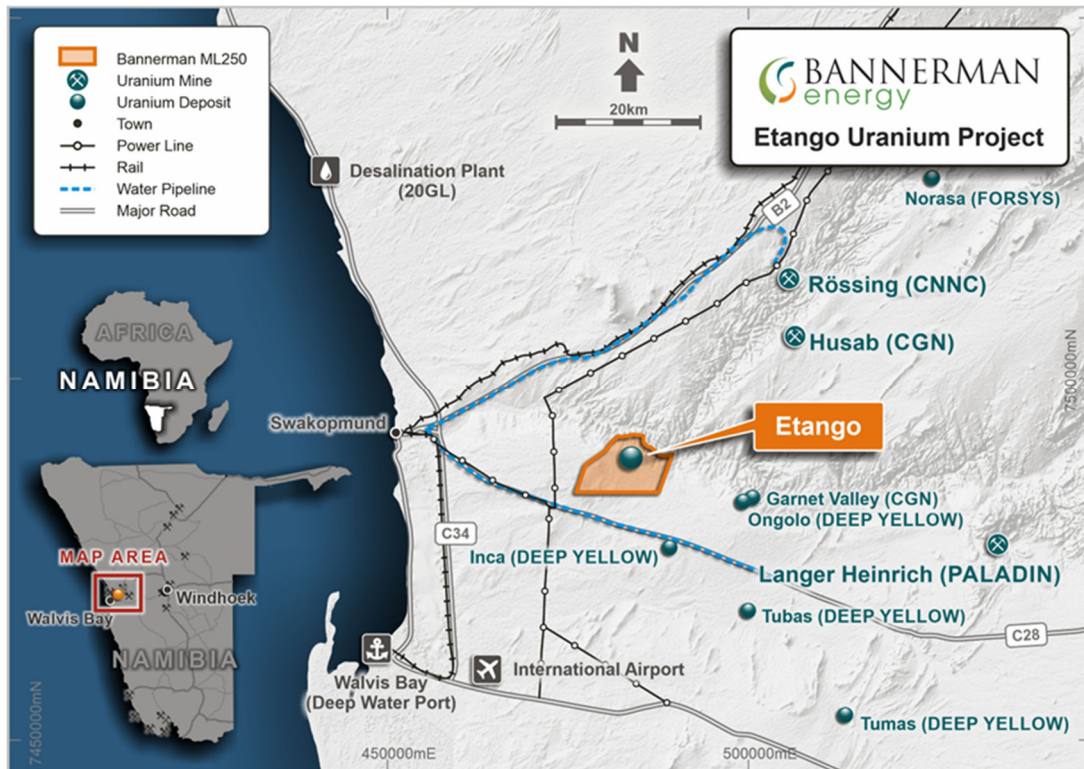 Bannerman ML250
Uranium Mine
Uranium Deposit
Town
Power Line
Rail
Water Pipeline
Major Road
N
20km
BANNERMAN
energy
Etango Uranium Project
Desalination Plant
(20GL)
B2
Norasa (FORSYS)
Rössing (CNNC)
Husab (CGN)
7500000mN
AFRICA
NAMIBIA
Swakopmund
Etango
Garnet Valley (CGN)
Ongolo (DEEP YELLOW)
C34
Inca (DEEP YELLOW)
Langer Heinrich (PALADIN)
MAP AREA
Windhoek
Walvis Bay
NAMIBIA
Tubas (DEEP YELLOW)
C28
Walvis Bay
(Deep Water Port)
International Airport
Tumas (DEEP YELLOW)
7450000mN
450000mE
500000mE